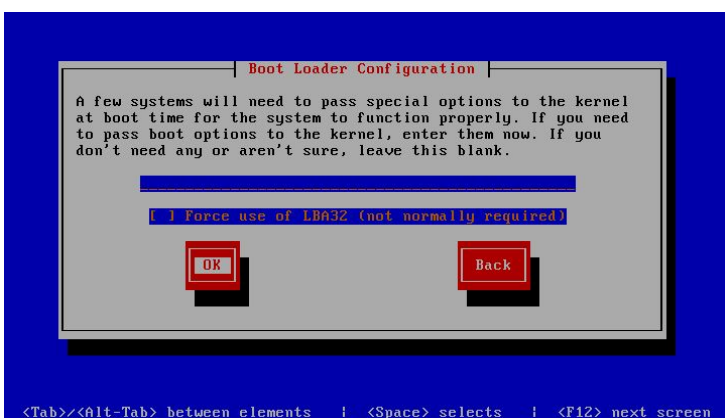 Boot Loader Configuration
A few systems will need to pass special options to the kernel
at boot time for the system to function properly. If you need
to pass boot options to the kernel, enter them now. If you
don't need any or aren't sure, leave this blank.
[ ] Force use of LBA32 (not normally required)
OK Back
<Tab>/<Alt-Tab> between elements | <Space> selects | <F12> next screen